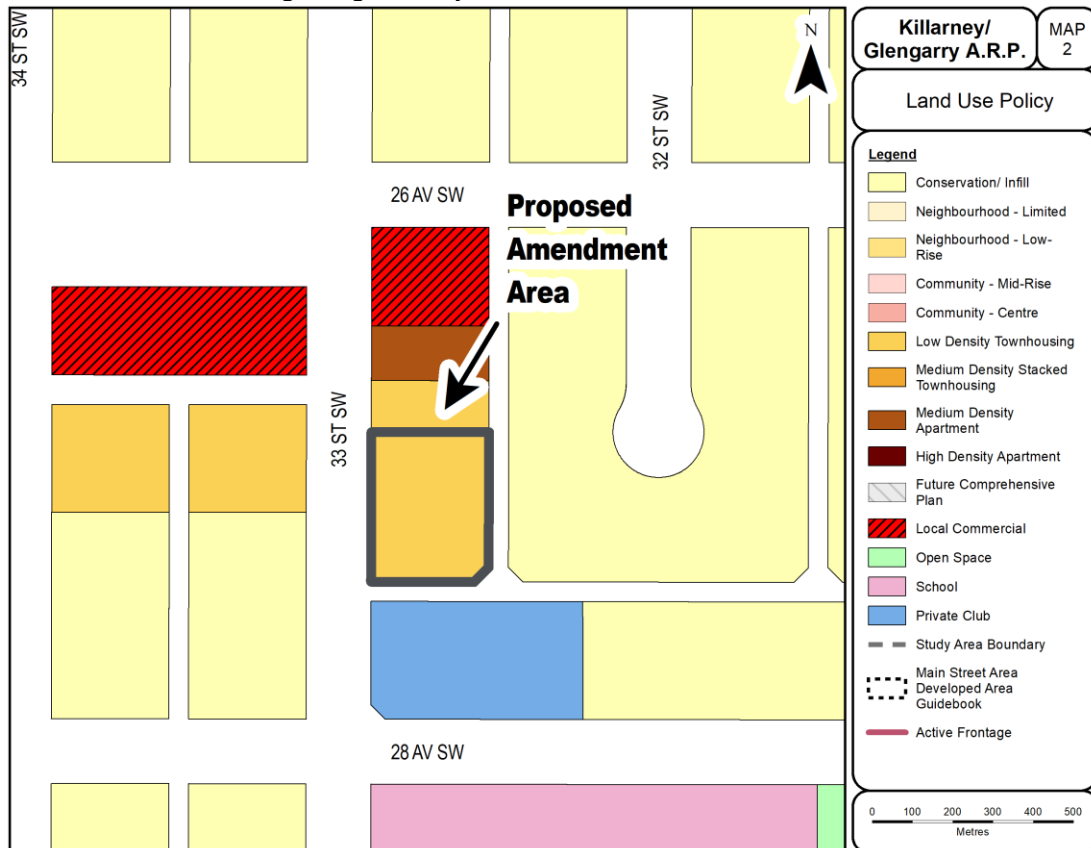 34 ST SW
32 ST SW
26 AV SW
Proposed
Amendment
Area
33 ST SW
28 AV SW
N
Killarney/
Glengarry A.R.P.
MAP
2
Land Use Policy
Legend
Conservation/ Infill
Neighbourhood - Limited
Neighbourhood - Low-
Rise
Community - Mid-Rise
Community - Centre
Low Density Townhousing
Medium Density Stacked
Townhousing
Medium Density
Apartment
High Density Apartment
Future Comprehensive
Plan
Local Commercial
Open Space
School
Private Club
Study Area Boundary
Main Street Area
Developed Area
Guidebook
Active Frontage
0 100 200 300 400 500
Metres